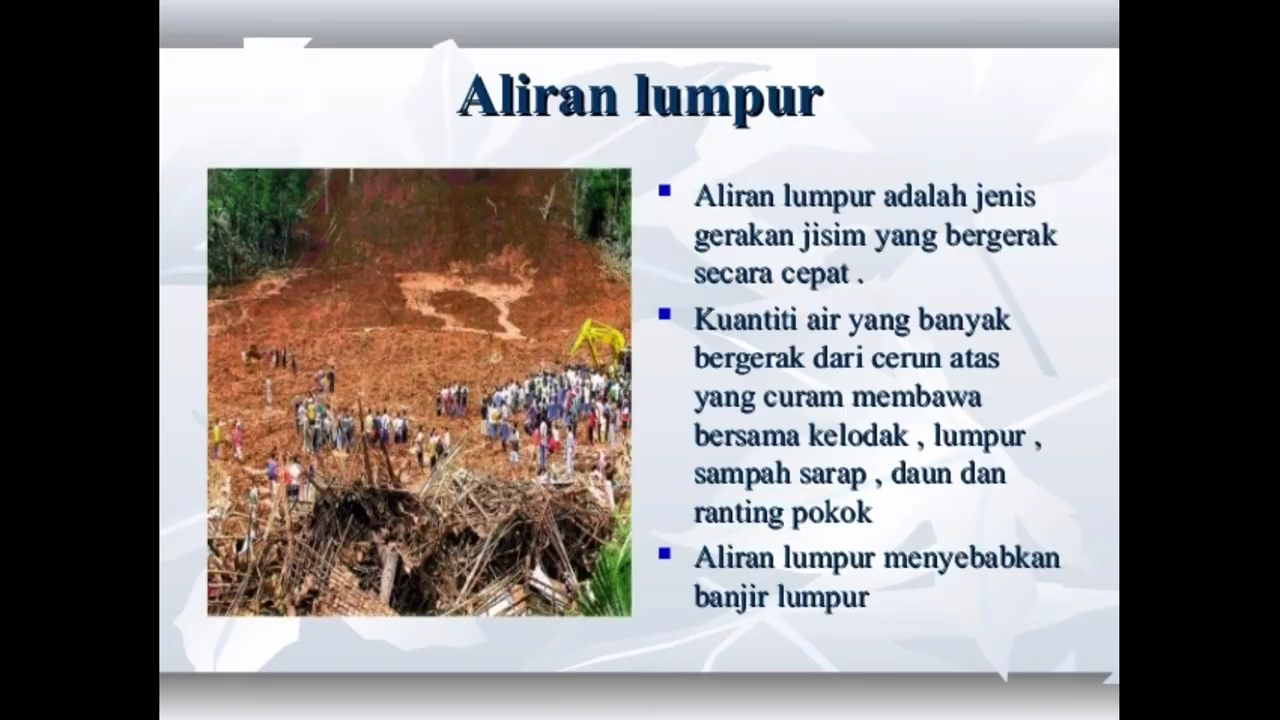 Aliran lumpur
Aliran lumpur adalah jenis
gerakan jisim yang bergerak
secara cepat .
Kuantiti air yang banyak
bergerak dari cerun atas
yang curam membawa
bersama kelodak , lumpur ,
sampah sarap , daun dan
ranting pokok
Aliran lumpur menyebabkan
banjir lumpur